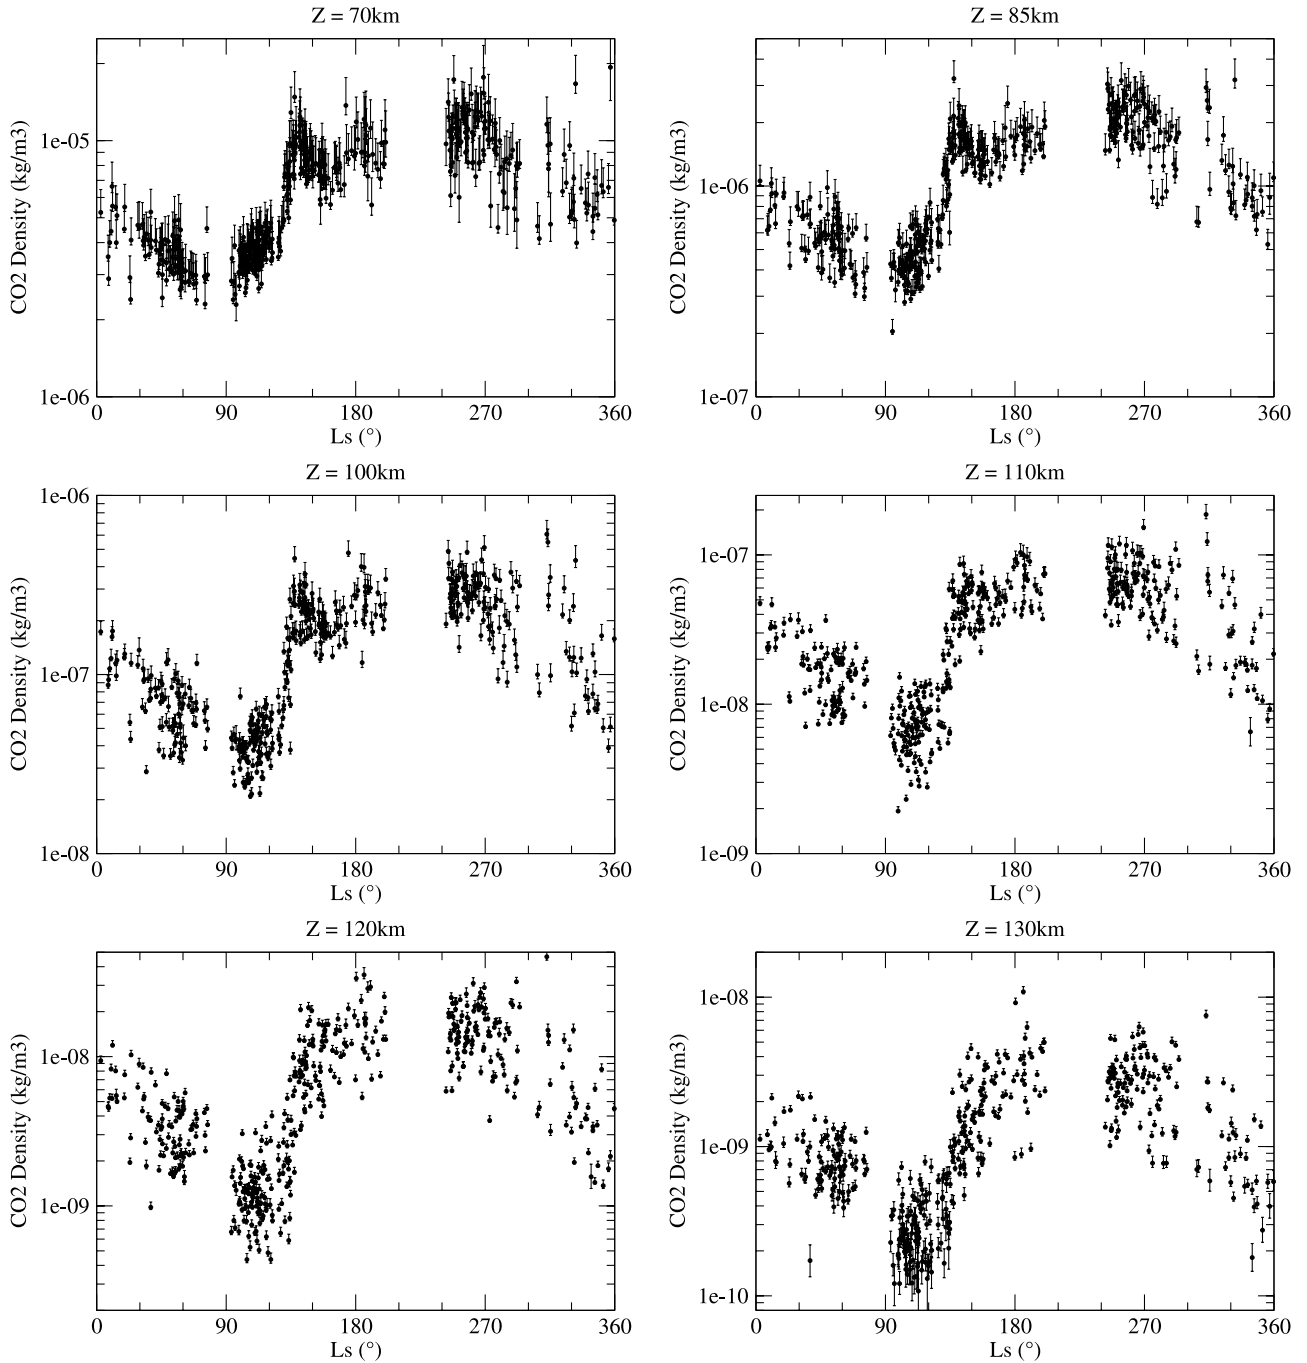 Z = 70km
CO2 Density (kg/m3)
1e-05
1e-06
0 90 180 270 360
Ls (°)
Z = 85km
CO2 Density (kg/m3)
1e-06
1e-07
0 90 180 270 360
Ls (°)
Z = 100km
CO2 Density (kg/m3)
1e-06
1e-07
1e-08
0 90 180 270 360
Ls (°)
Z = 110km
CO2 Density (kg/m3)
1e-07
1e-08
1e-09
0 90 180 270 360
Ls (°)
Z = 120km
CO2 Density (kg/m3)
1e-08
1e-09
0 90 180 270 360
Ls (°)
Z = 130km
CO2 Density (kg/m3)
1e-08
1e-09
1e-10
0 90 180 270 360
Ls (°)